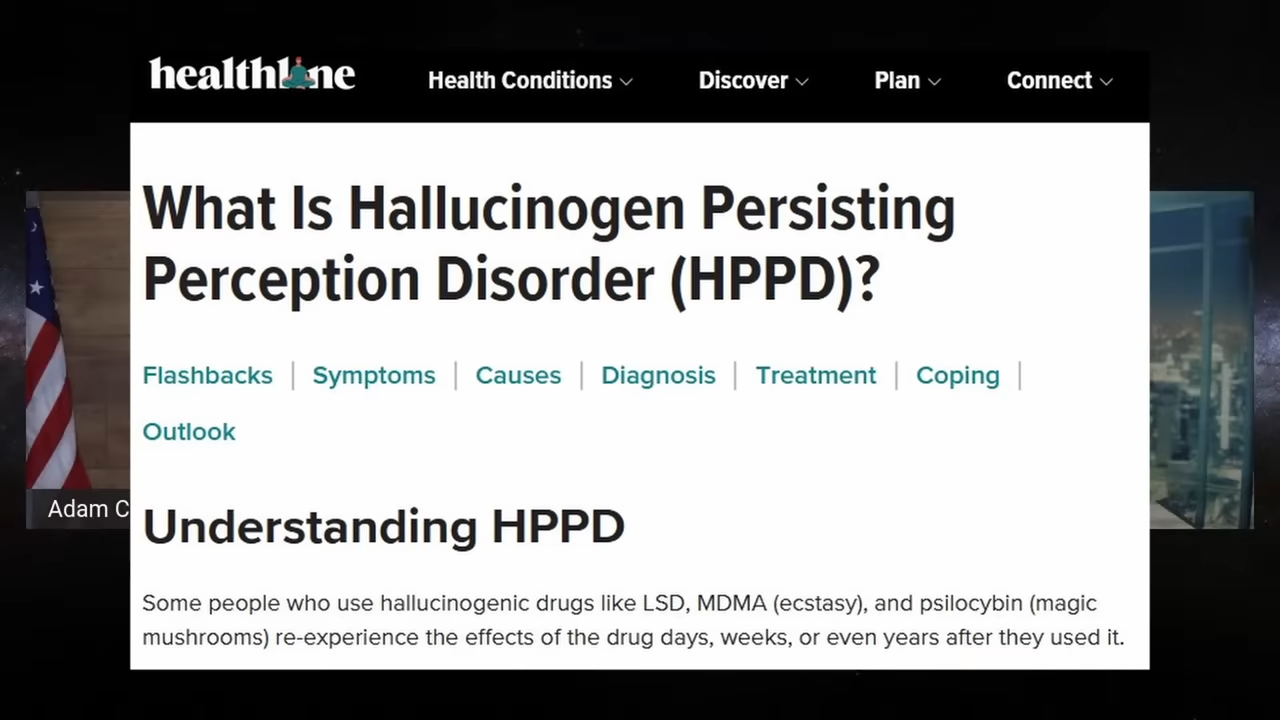 healthline
Health Conditions Discover Plan Connect
What Is Hallucinogen Persisting
Perception Disorder (HPPD)?
Flashbacks | Symptoms | Causes | Diagnosis | Treatment | Coping |
Outlook
Adam C
Understanding HPPD
Some people who use hallucinogenic drugs like LSD, MDMA (ecstasy), and psilocybin (magic
mushrooms) re-experience the effects of the drug days, weeks, or even years after they used it.